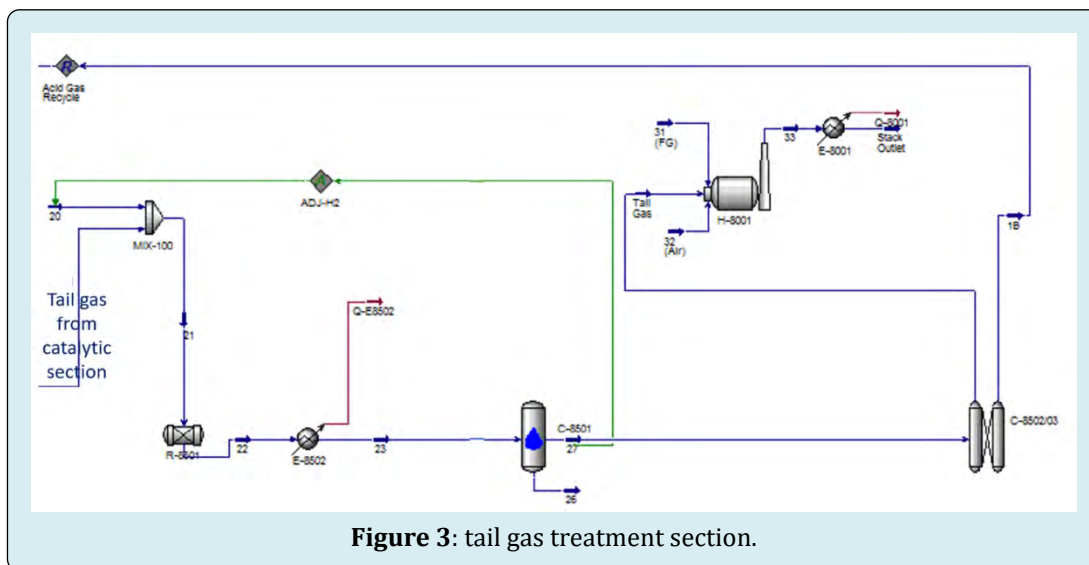 R
Acid Gas
Recycle
31
(FG)
33
Q-8001
Stack
Outlet
E-8001
A
ADJ-H2
20
Tail
Gas
H-8001
1B
MIX-100
32
(Air)
Tail gas
from
catalytic
section
Q-E8502
21
C-8501
C-8502/03
R-8501
22
E-8502
23
27
26
Figure 3: tail gas treatment section.